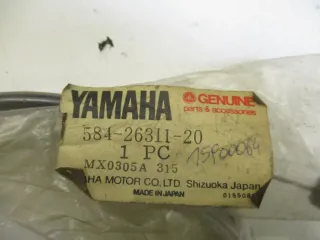 YAMAHA
GENUINE
parts & accessories
584-26311-20
1 PC
MX0305A 315
AHA MOTOR CO., LTD Shizuoka Japan
MADE IN JAPAN